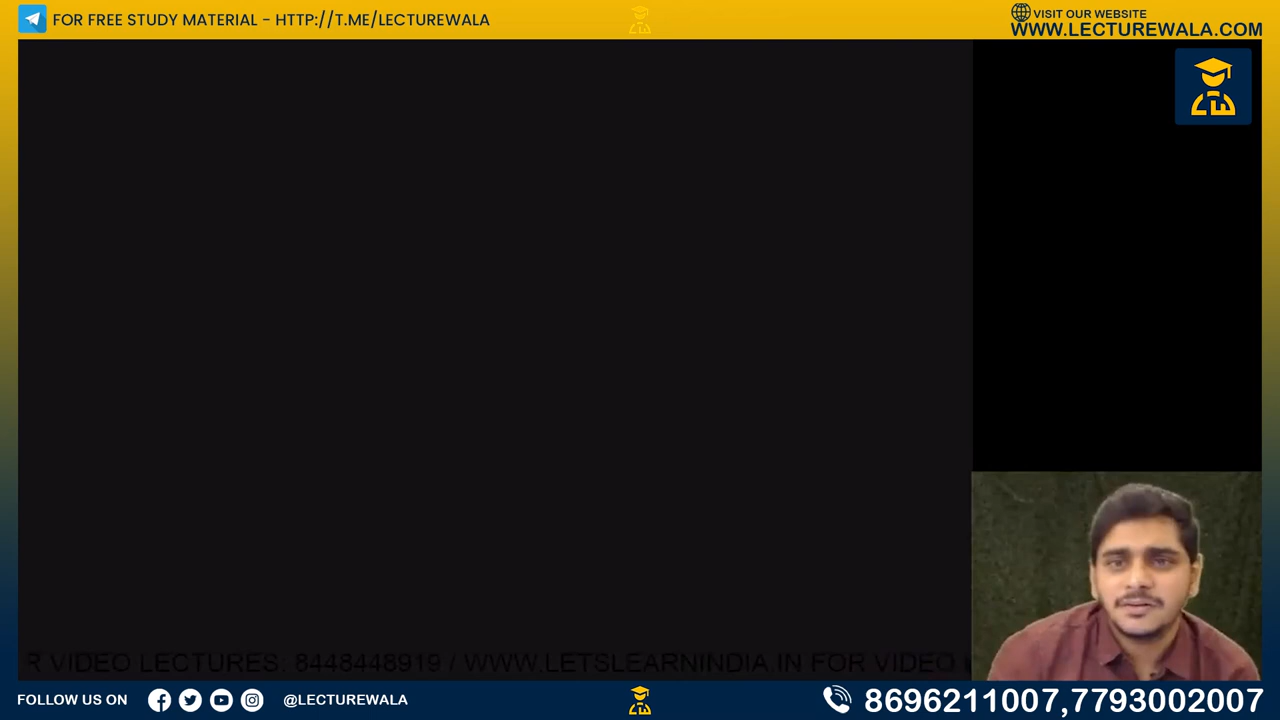 FOR FREE STUDY MATERIAL - HTTP://T.ME/LECTUREWALA
VISIT OUR WEBSITE
WWW.LECTUREWALA.COM
R VIDEO LECTURES: 8448448919 / WWW.LETSLEARNINDIA.IN FOR VIDEO
FOLLOW US ON
@LECTUREWALA
8696211007,7793002007